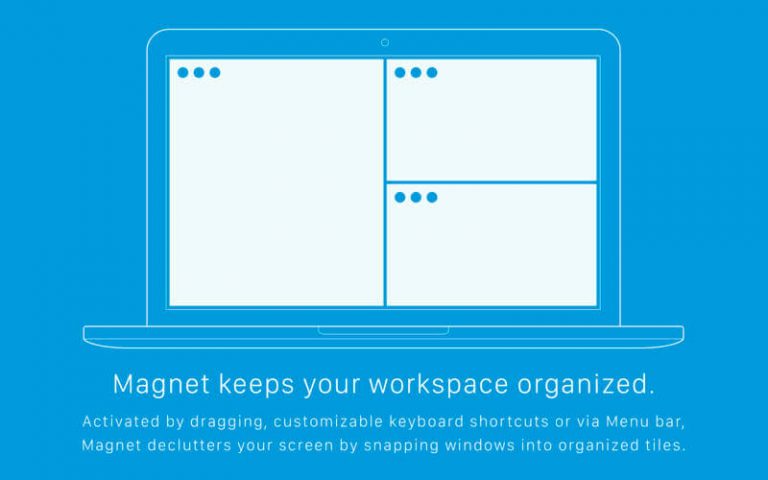 Magnet keeps your workspace organized.
Activated by dragging, customizable keyboard shortcuts or via Menu bar,
Magnet declutters your screen by snapping windows into organized tiles.